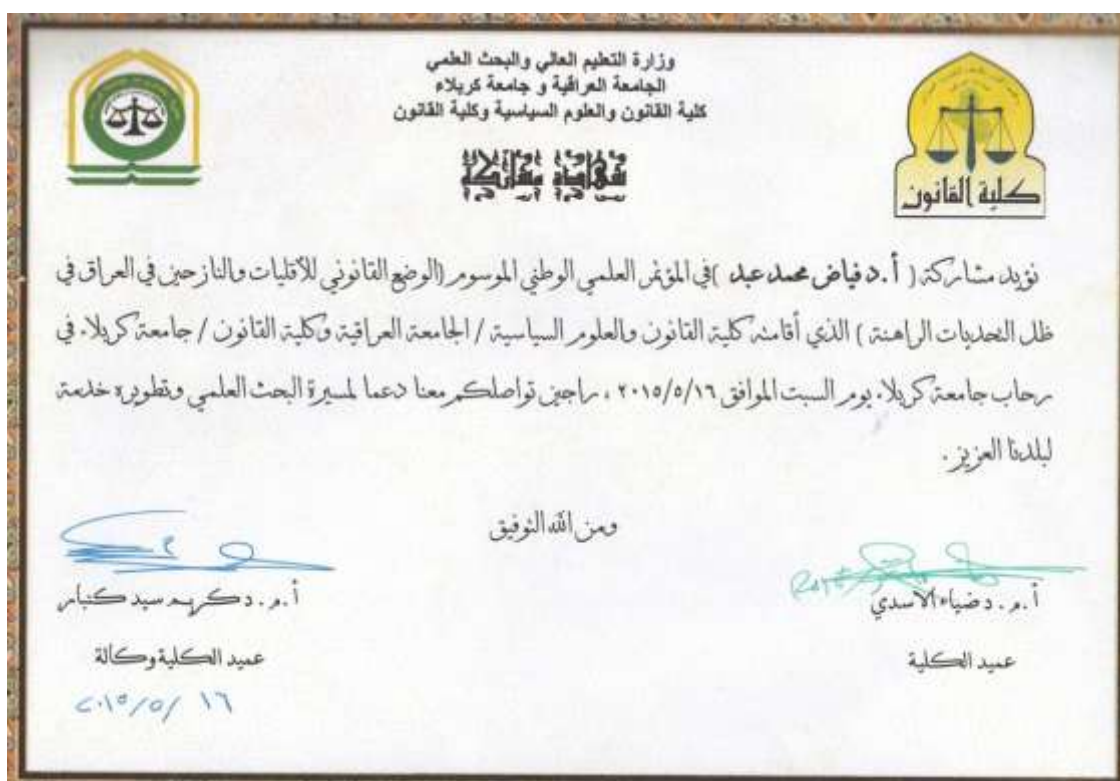 وزارة التعليم العالي والبحث العلمي
الجامعة العراقية و جامعة كربلاء
كلية القانون والعلوم السياسية وكلية القانون
كلية القانون
شهادة مشاركة
نؤيد مشاركة ( أ.د فياض محمد عبد )في المؤتمر العلمي الوطني الموسوم (الوضع القانوني للأقليات والنازحين في العراق في
ظل التحديات الراهنة ) الذي أقامته كلية القانون والعلوم السياسية / الجامعة العراقية وكلية القانون / جامعة كربلاء في
رحاب جامعة كربلاء يوم السبت الموافق ٢٠١٥/٥/١٦ ، راجين تواصلكم معنا دعما لمسيرة البحث العلمي وتطويره خدمة
لبلدنا العزيز .
ومن الله التوفيق
أ.م.د ضياء الأسدي
عميد الكلية
أ.م.د كريم سيد كنبار
عميد الكلية وكالة
٢٠١٥/٥/ ١٦